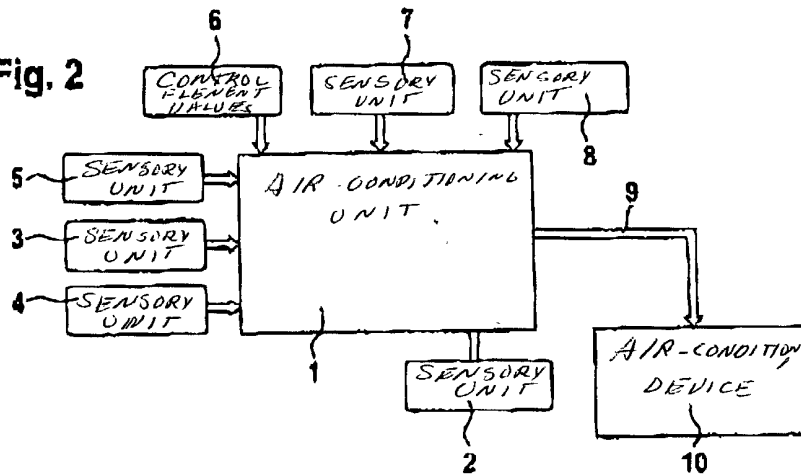 Fig. 2
6
7
CONTROL
ELEMENT
VALUES
SENSORY
UNIT
SENSORY
UNIT
8
5
SENSORY
UNIT
AIR-CONDITIONING
UNIT
9
3
SENSORY
UNIT
4
SENSORY
UNIT
1
SENSORY
UNIT
2
AIR-CONDITION,
DEVICE
10